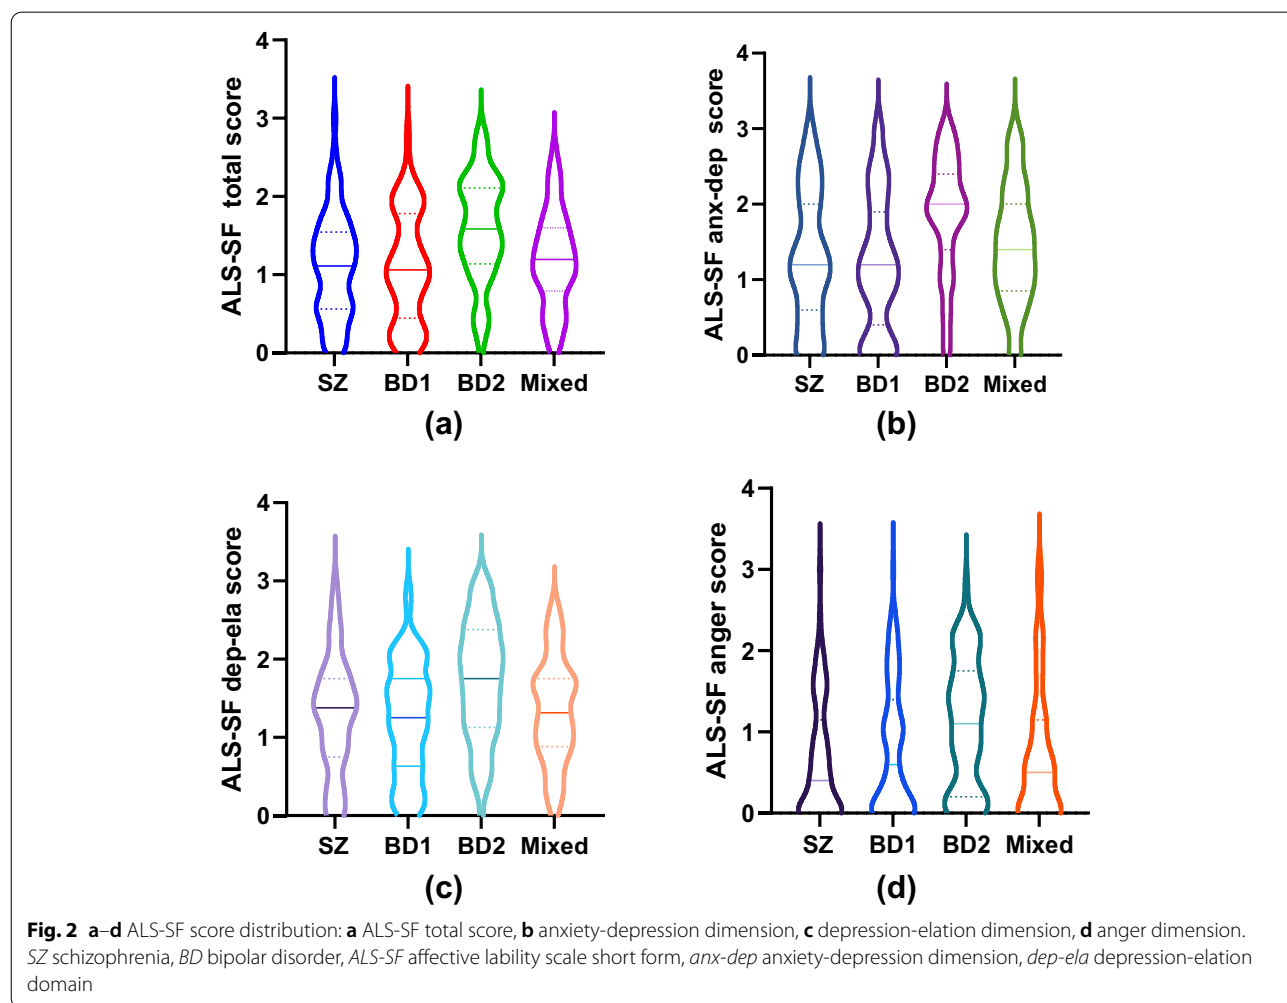 4
3
2
1
0
ALS-SF total score
SZ BD1 BD2 Mixed
(a)
4
3
2
1
0
ALS-SF anx-dep score
SZ BD1 BD2 Mixed
(b)
4
3
2
1
0
ALS-SF dep-ela score
SZ BD1 BD2 Mixed
(c)
4
3
2
1
0
ALS-SF anger score
SZ BD1 BD2 Mixed
(d)
Fig. 2 a–d ALS-SF score distribution: a ALS-SF total score, b anxiety-depression dimension, c depression-elation dimension, d anger dimension.
SZ schizophrenia, BD bipolar disorder, ALS-SF affective lability scale short form, anx-dep anxiety-depression dimension, dep-ela depression-elation
domain